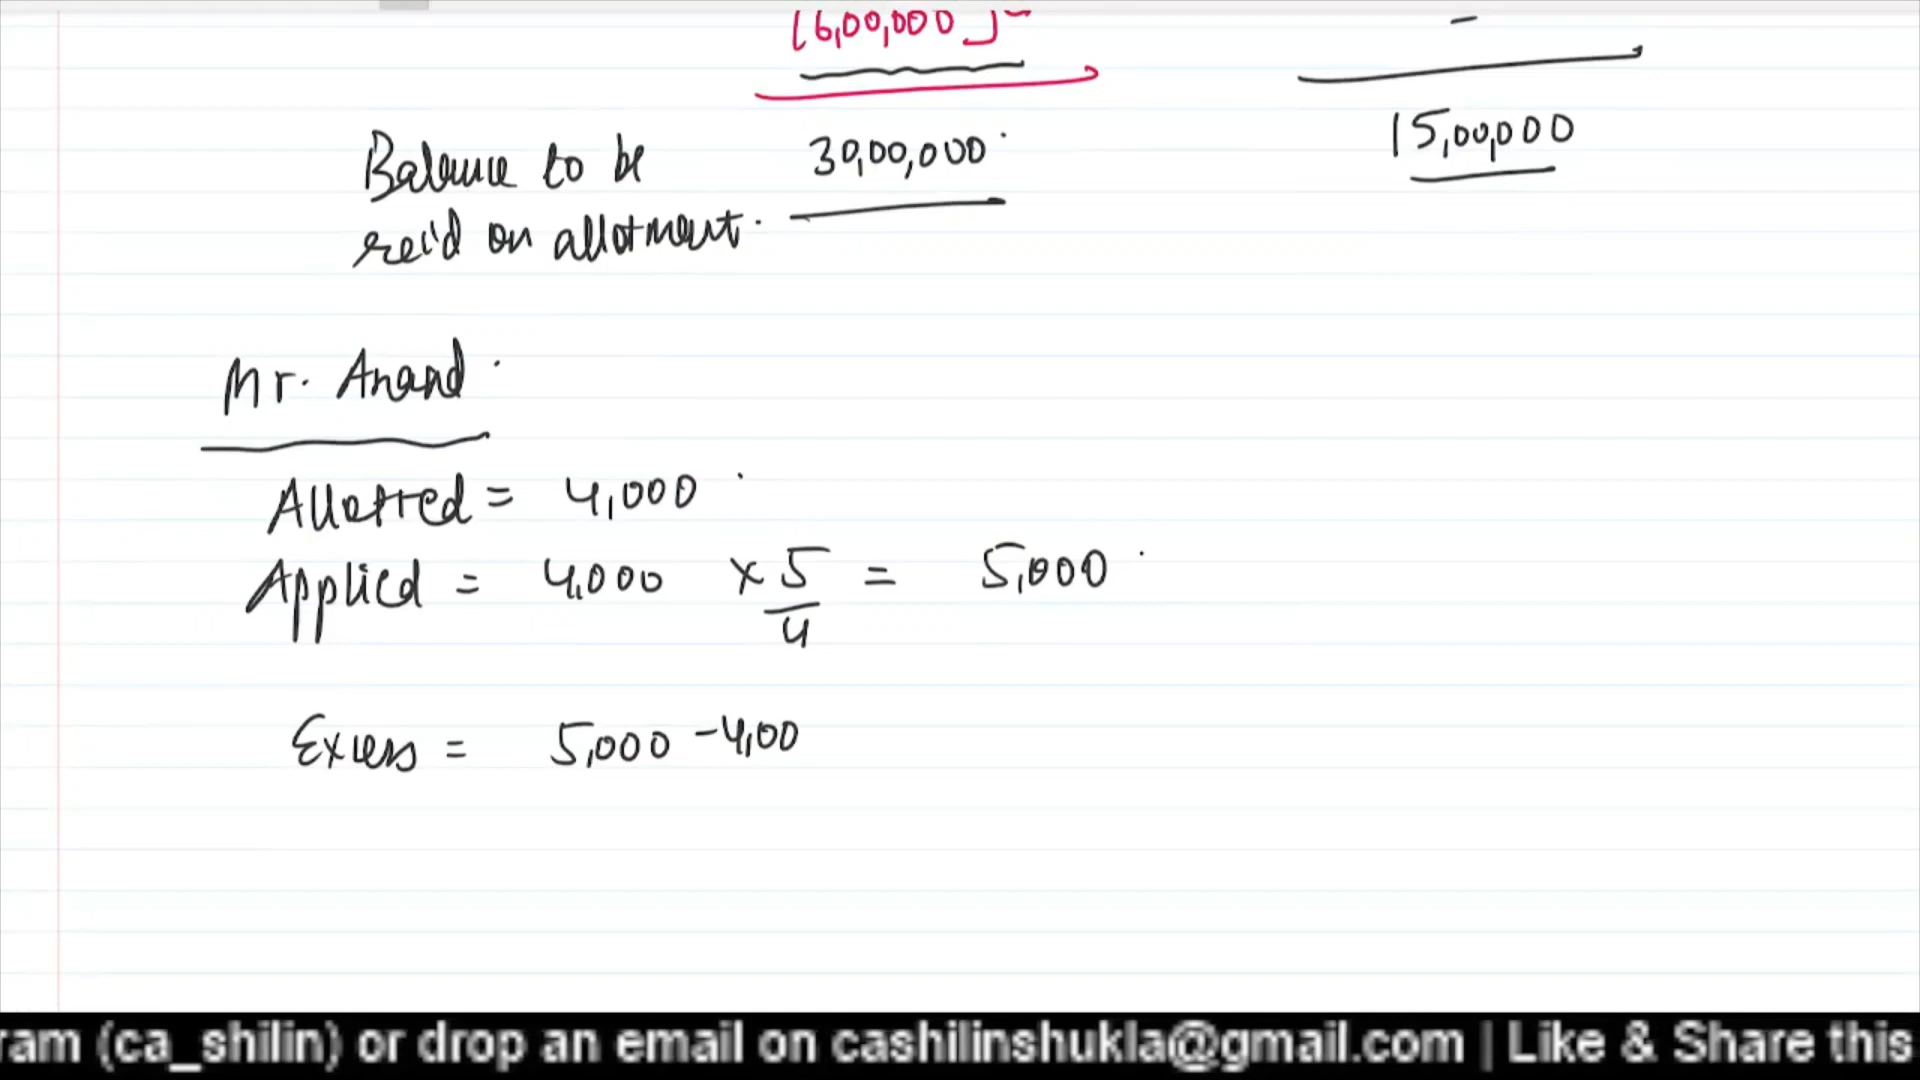 [6,00,000]
-
15,00,000
Balance to be 30,00,000
rec'd on allotment.
Mr. Anand
Allotted = 4,000
Applied = 4,000 x 5/4 = 5,000
Excess = 5,000 - 4,00
ram (ca_shilin) or drop an email on cashilinshukla@gmail.com | Like & Share this